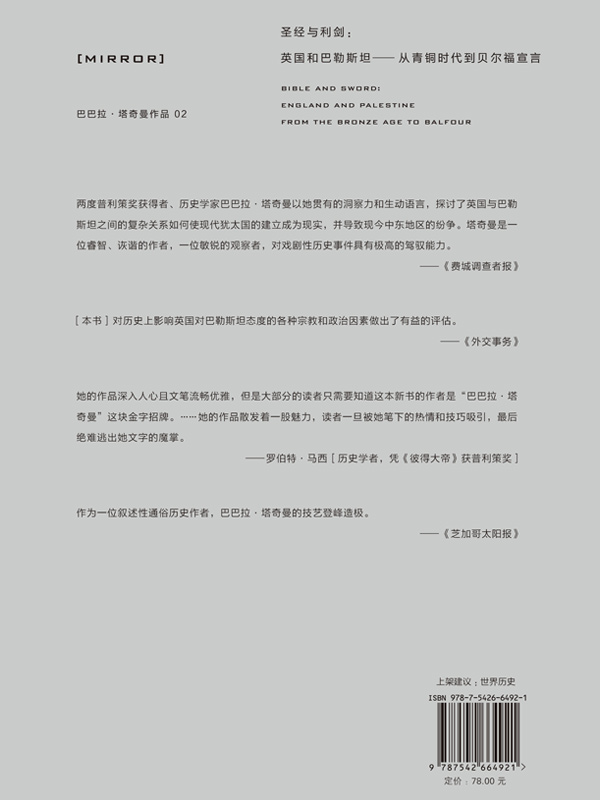 圣经与利剑：
[MIRROR]
英国和巴勒斯坦——从青铜时代到贝尔福宣言
BIBLE AND SWORD:
ENGLAND AND PALESTINE
FROM THE BRONZE AGE TO BALFOUR
巴巴拉·塔奇曼作品 02
两度普利策奖获得者、历史学家巴巴拉·塔奇曼以她惯有的洞察力和生动语言，探讨了英国与巴勒
斯坦之间的复杂关系如何使现代犹太国的建立成为现实，并导致现今中东地区的纷争。塔奇曼是一
位睿智、诙谐的作者，一位敏锐的观察者，对戏剧性历史事件具有极高的驾驭能力。
——《费城调查者报》
[本书]对历史上影响英国对巴勒斯坦态度的各种宗教和政治因素做出了有益的评估。
——《外交事务》
她的作品深入人心且文笔流畅优雅，但是大部分的读者只需要知道这本新书的作者是“巴巴拉·塔
奇曼”这块金字招牌。……她的作品散发着一股魅力，读者一旦被她笔下的热情和技巧吸引，最后
绝难逃出她文字的魔掌。
——罗伯特·马西[历史学者，凭《彼得大帝》获普利策奖]
作为一位叙述性通俗历史作者，巴巴拉·塔奇曼的技艺登峰造极。
——《芝加哥太阳报》
上架建议：世界历史
ISBN 978-7-5426-6492-1
9 787542 664921 >
定价：78.00 元